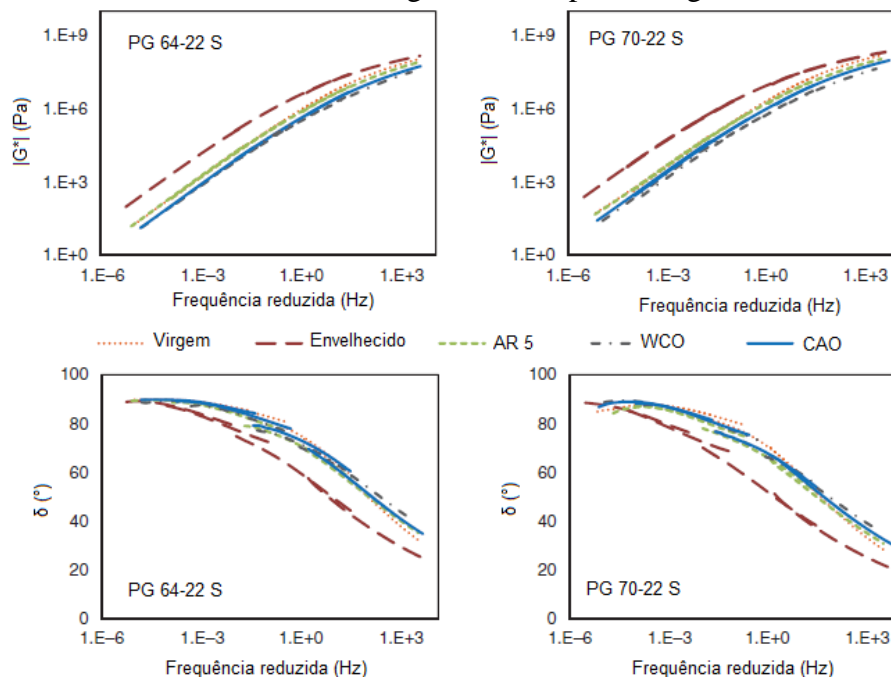 1.E+9
1.E+6
1.E+3
1.E+0
|G*| (Pa)
PG 64-22 S
1.E−6
1.E−3
1.E+0
1.E+3
Frequência reduzida (Hz)
1.E+9
1.E+6
1.E+3
1.E+0
|G*| (Pa)
PG 70-22 S
1.E−6
1.E−3
1.E+0
1.E+3
Frequência reduzida (Hz)
Virgem
Envelhecido
AR 5
WCO
CAO
100
80
60
40
20
0
δ (°)
PG 64-22 S
1.E−6
1.E−3
1.E+0
1.E+3
Frequência reduzida (Hz)
100
80
60
40
20
0
δ (°)
PG 70-22 S
1.E−6
1.E−3
1.E+0
1.E+3
Frequência reduzida (Hz)